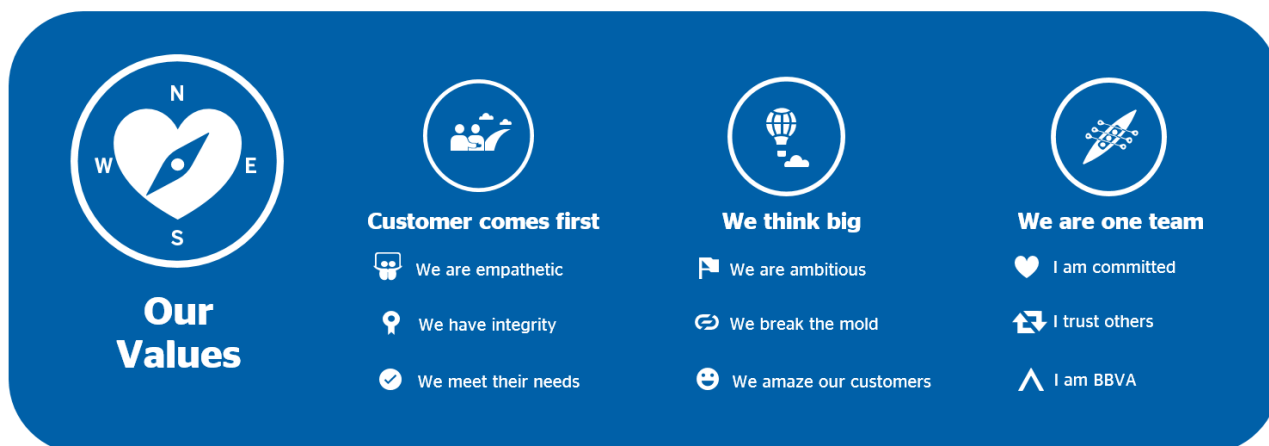 N
W
E
S
Our
Values
Customer comes first
We are empathetic
We have integrity
We meet their needs
We think big
We are ambitious
We break the mold
We amaze our customers
We are one team
I am committed
I trust others
I am BBVA